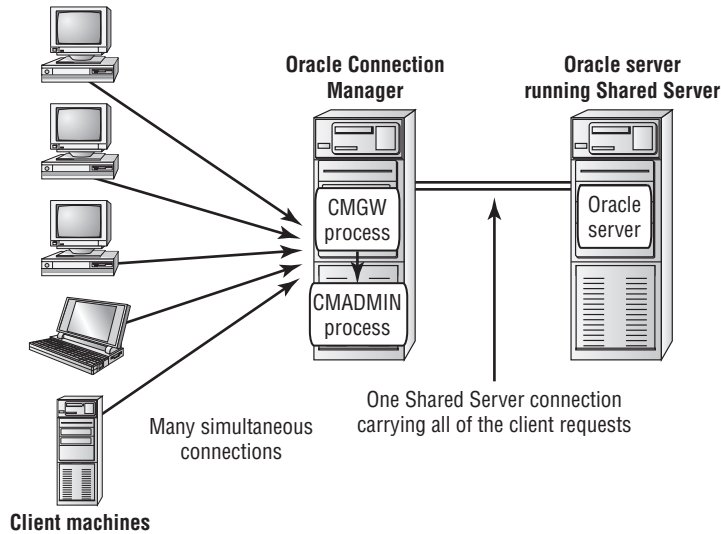 Oracle Connection
Manager
Oracle server
running Shared Server
CMGW
process
Oracle
server
CMADMIN
process
Many simultaneous
connections
One Shared Server connection
carrying all of the client requests
Client machines